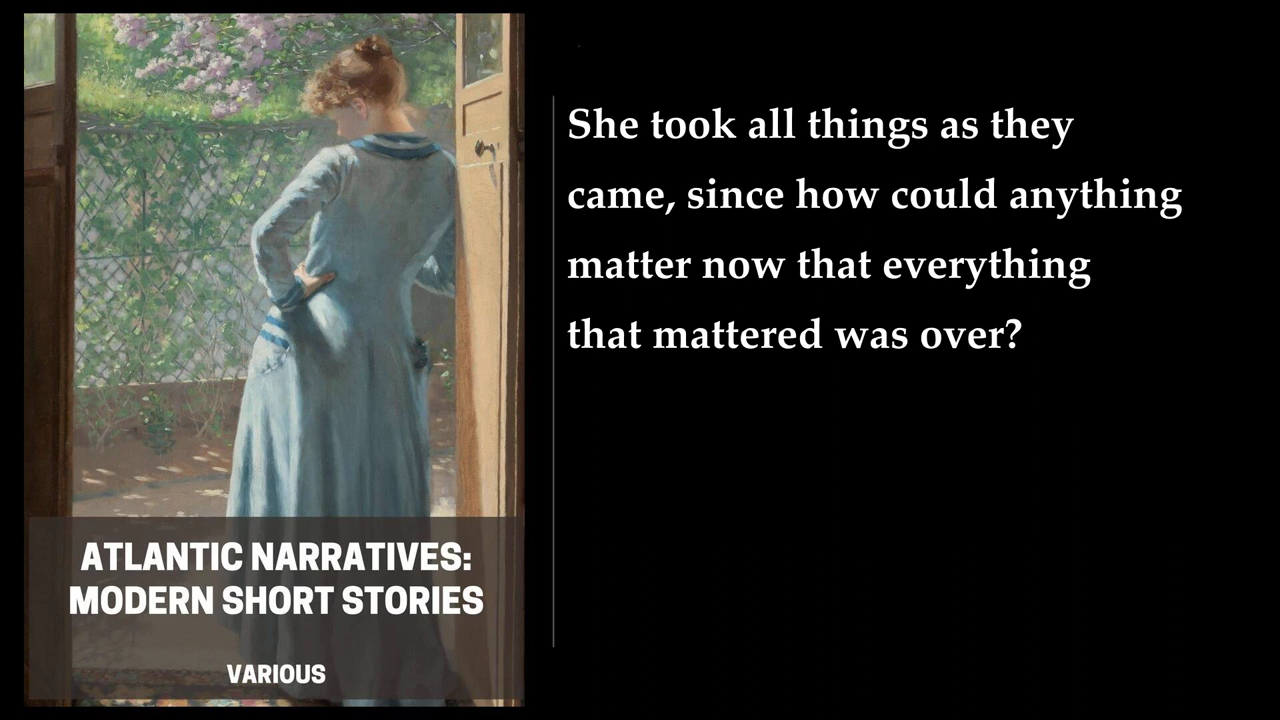 She took all things as they
came, since how could anything
matter now that everything
that mattered was over?
ATLANTIC NARRATIVES:
MODERN SHORT STORIES
VARIOUS